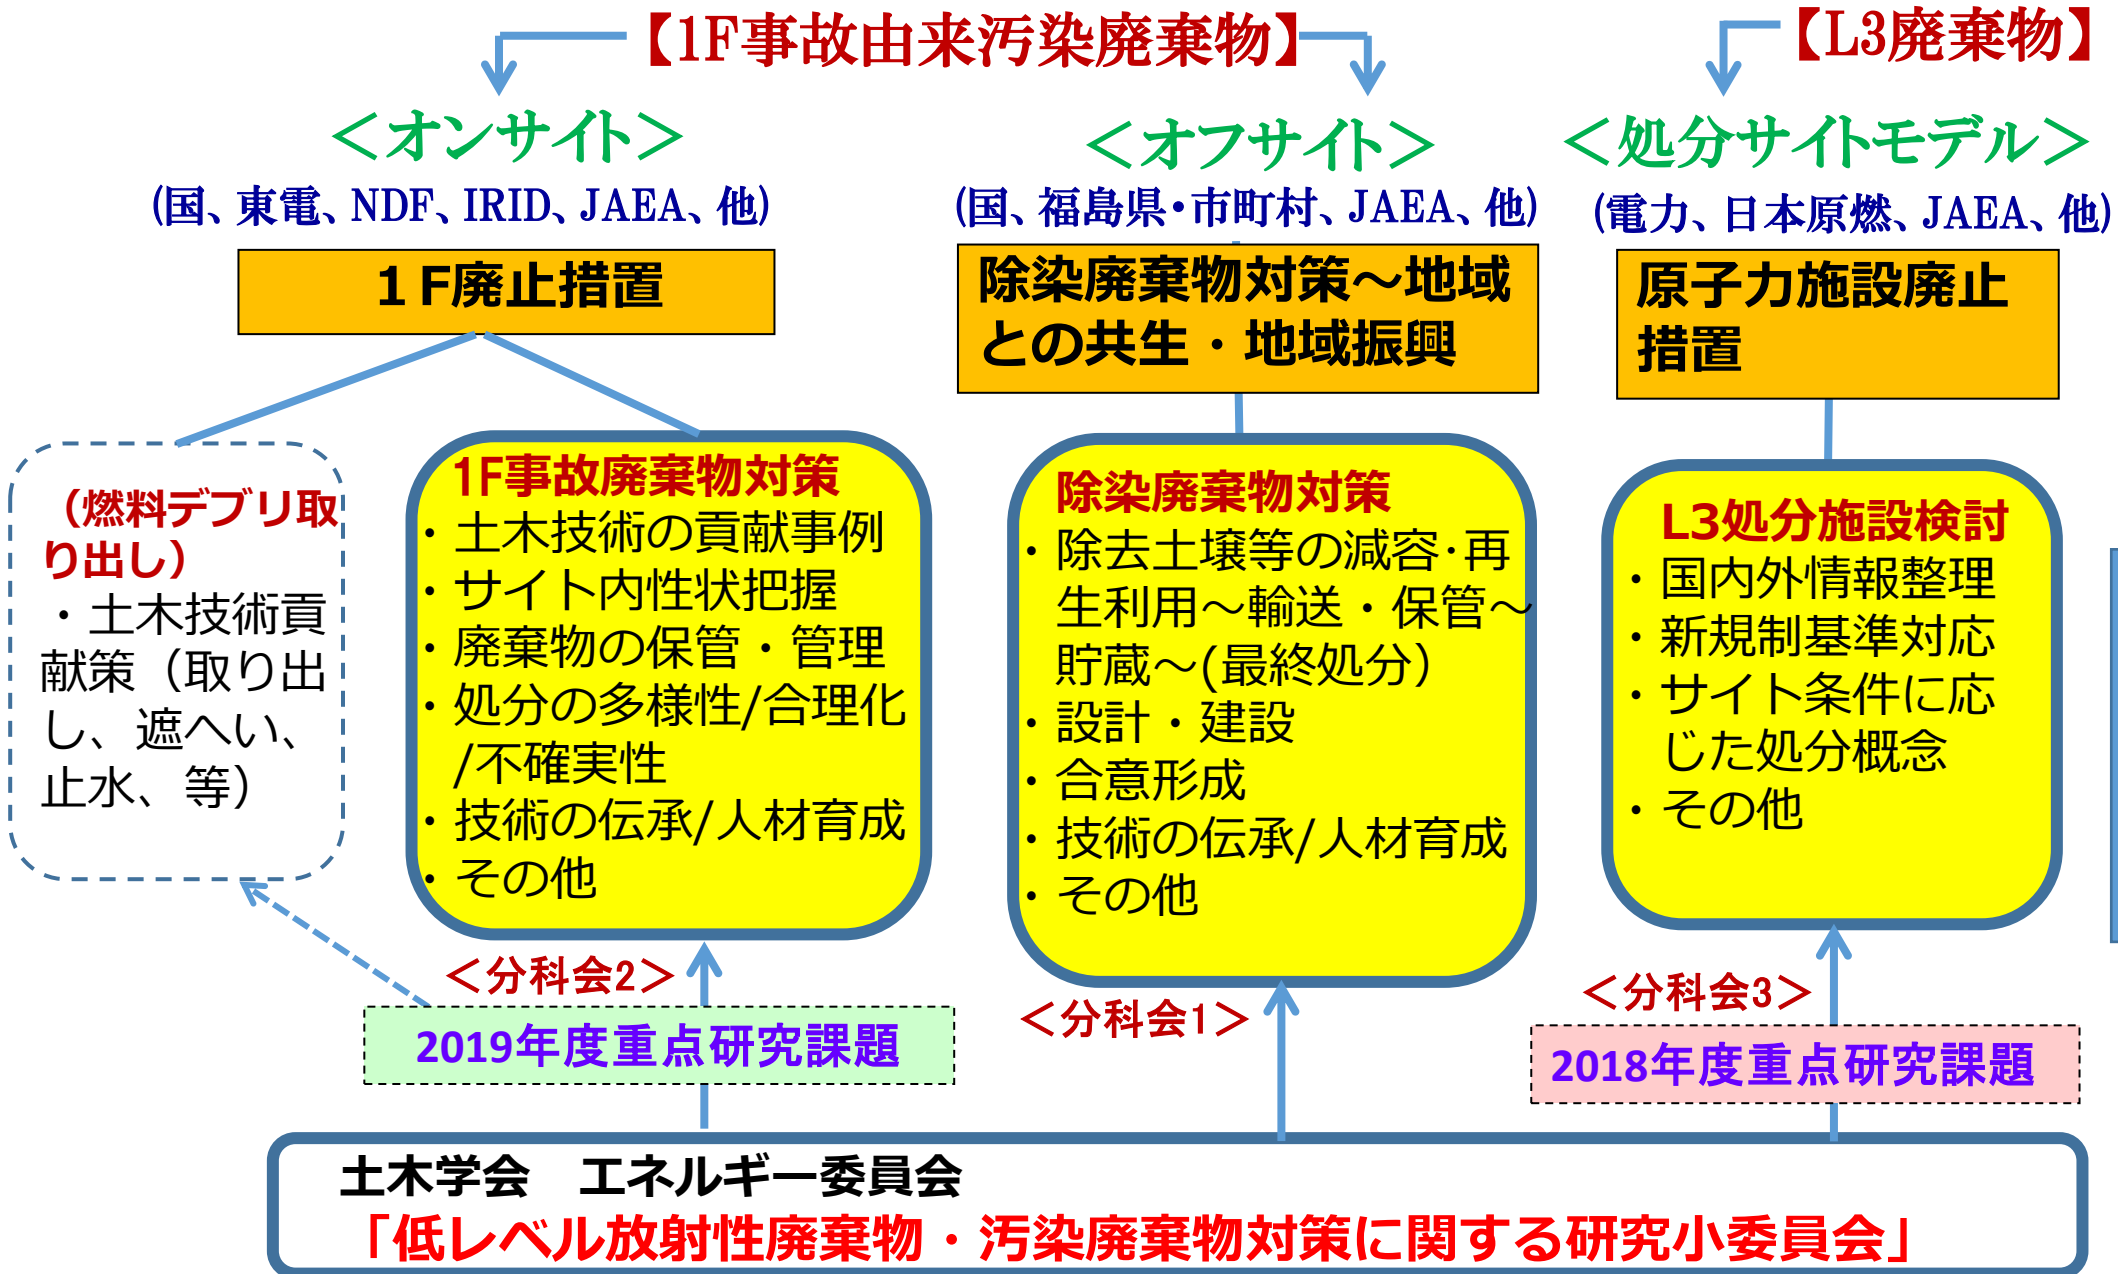 【1F事故由来汚染廃棄物】
【L3廃棄物】
＜オンサイト＞
(国、東電、NDF、IRID、JAEA、他)
１F廃止措置
（燃料デブリ取
り出し）
・土木技術貢
献策（取り出
し、遮へい、
止水、等）
1F事故廃棄物対策
・土木技術の貢献事例
・サイト内性状把握
・廃棄物の保管・管理
・処分の多様性/合理化
/不確実性
・技術の伝承/人材育成
・その他
＜分科会2＞
2019年度重点研究課題
＜オフサイト＞
(国、福島県・市町村、JAEA、他)
除染廃棄物対策～地域
との共生・地域振興
除染廃棄物対策
・除去土壌等の減容･再
生利用～輸送・保管～
貯蔵～(最終処分）
・設計・建設
・合意形成
・技術の伝承/人材育成
・その他
＜分科会1＞
＜処分サイトモデル＞
(電力、日本原燃、JAEA、他)
原子力施設廃止
措置
L3処分施設検討
・国内外情報整理
・新規制基準対応
・サイト条件に応
じた処分概念
・その他
＜分科会3＞
2018年度重点研究課題
土木学会　エネルギー委員会
「低レベル放射性廃棄物・汚染廃棄物対策に関する研究小委員会」